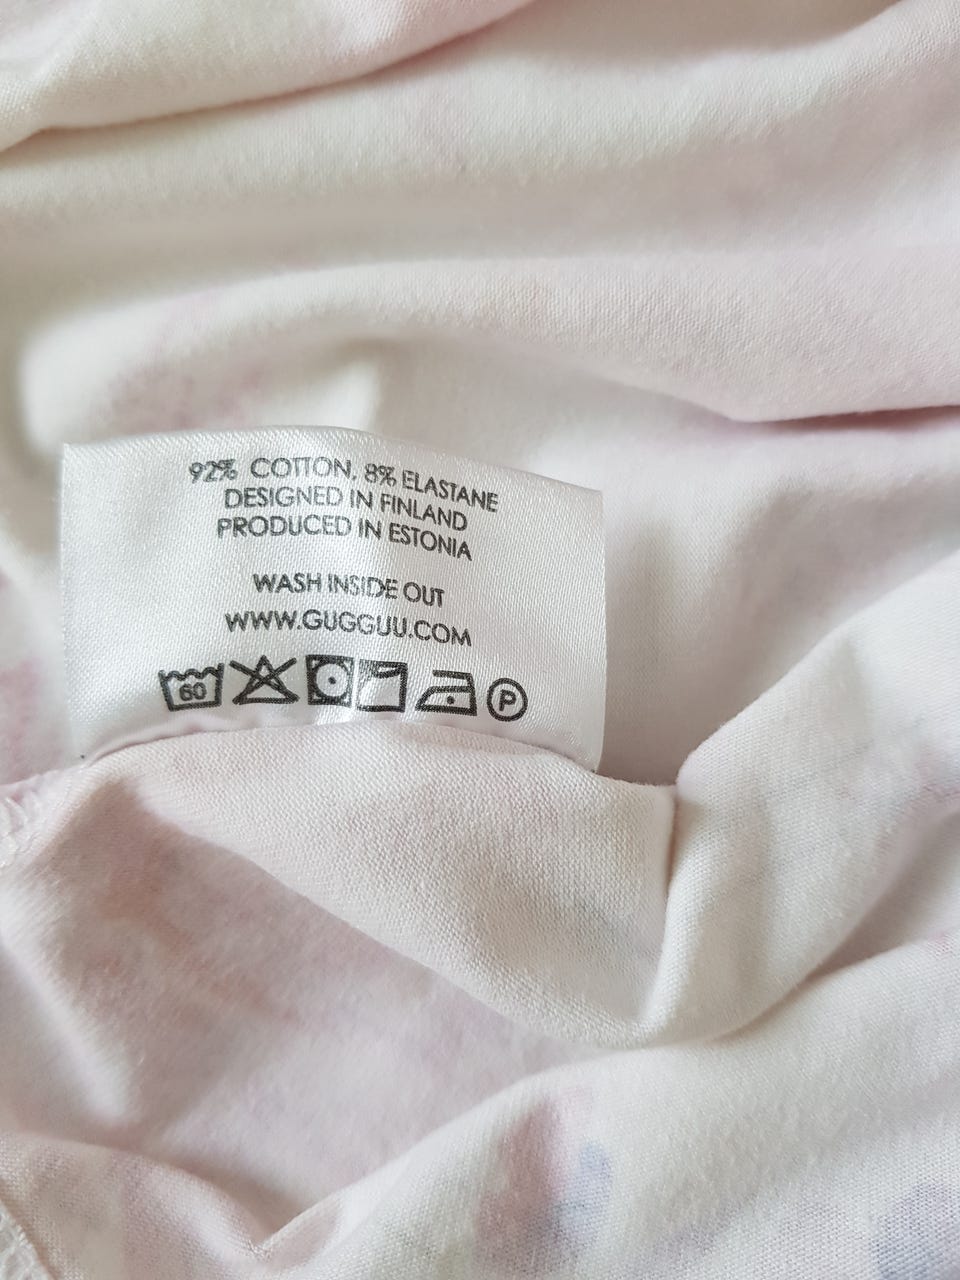 92% COTTON, 8% ELASTANE
DESIGNED IN FINLAND
PRODUCED IN ESTONIA
WASH INSIDE OUT
WWW.GUGGUU.COM
60 P